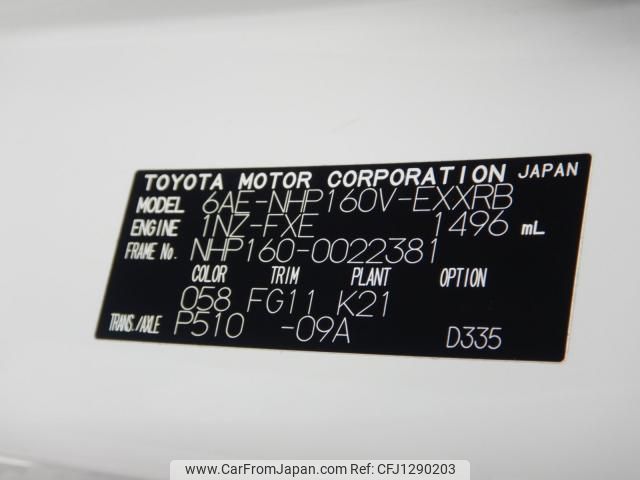 TOYOTA MOTOR CORPORATION JAPAN
MODEL 6AE-NHP160V-EXXRB
ENGINE 1NZ-FXE 1496 mL
FRAME No. NHP160-0022381
COLOR TRIM PLANT OPTION
058 FG11 K21
TRANS./AXLE P510 -09A D335
www.CarFromJapan.com CFJ1290203